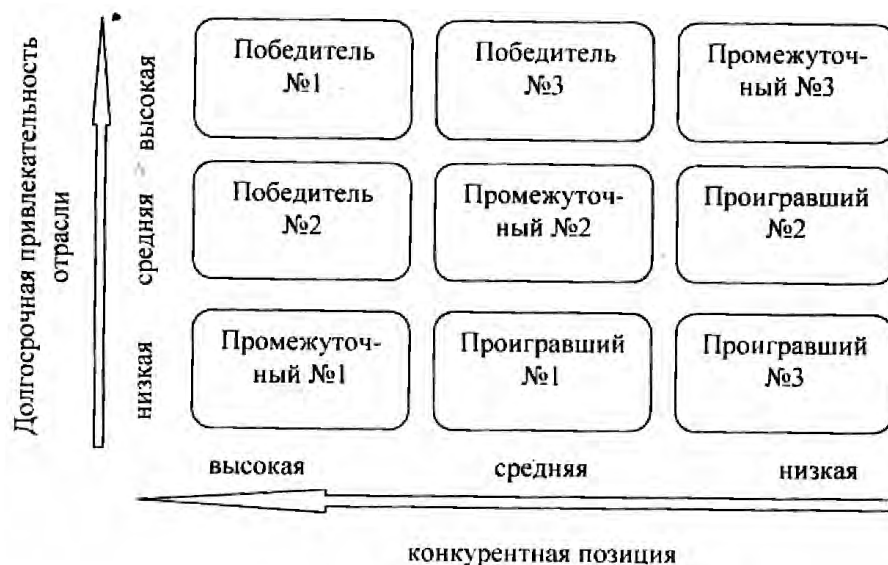 Долгосрочная привлекательность
отрасли
высокая
средняя
низкая
Победитель
№1
Победитель
№3
Промежуточ-
ный №3
Победитель
№2
Промежуточ-
ный №2
Проигравший
№2
Промежуточ-
ный №1
Проигравший
№1
Проигравший
№3
высокая
средняя
низкая
конкурентная позиция